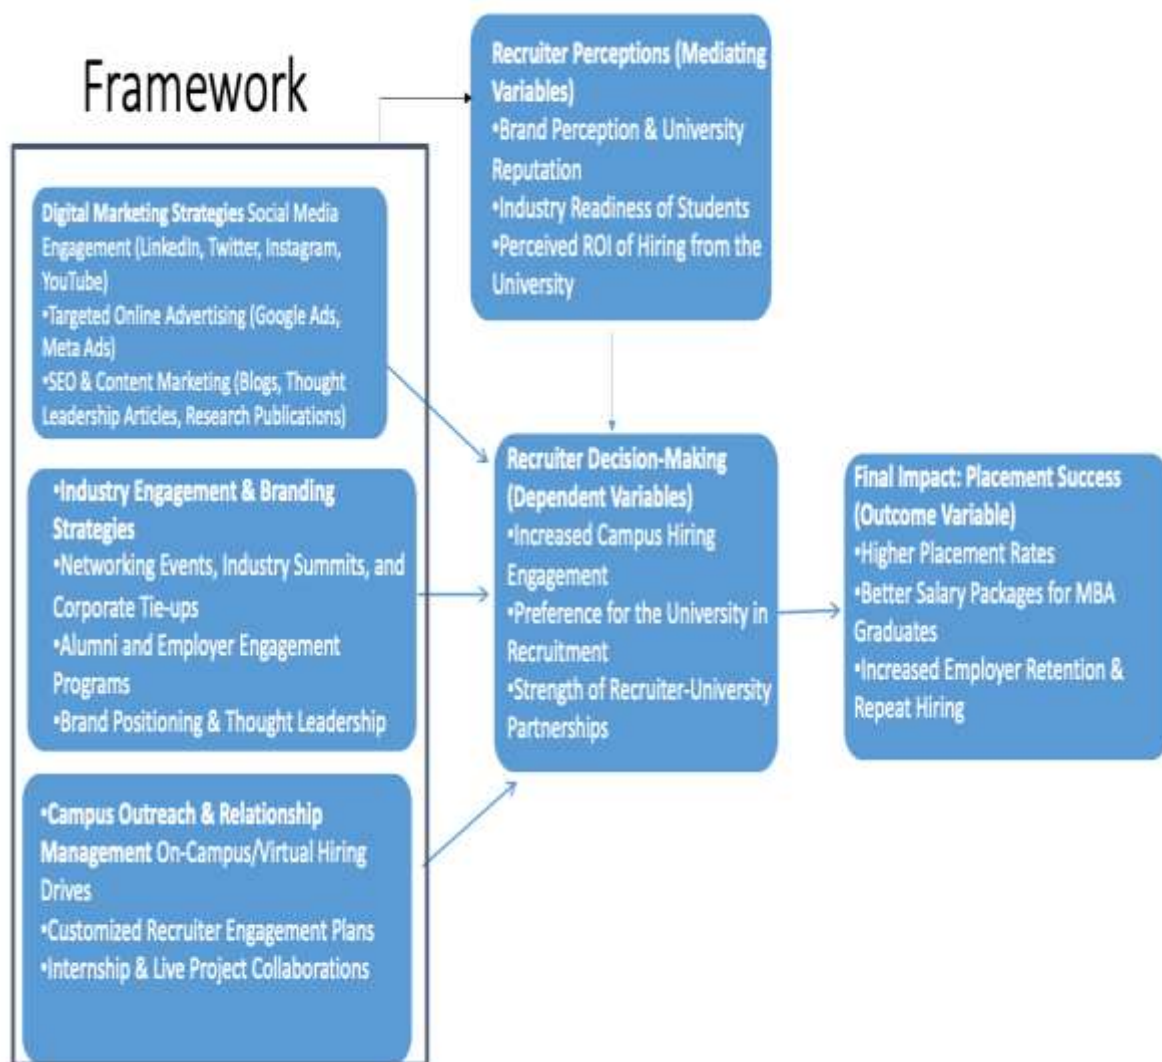 Framework
Recruiter Perceptions (Mediating
Variables)
•Brand Perception & University
Reputation
•Industry Readiness of Students
•Perceived ROI of Hiring from the
University
Digital Marketing Strategies Social Media
Engagement (LinkedIn, Twitter, Instagram,
YouTube)
•Targeted Online Advertising (Google Ads,
Meta Ads)
•SEO & Content Marketing (Blogs, Thought
Leadership Articles, Research Publications)
•Industry Engagement & Branding
Strategies
•Networking Events, Industry Summits, and
Corporate Tie-ups
•Alumni and Employer Engagement
Programs
•Brand Positioning & Thought Leadership
•Campus Outreach & Relationship
Management On-Campus/Virtual Hiring
Drives
•Customized Recruiter Engagement Plans
•Internship & Live Project Collaborations
Recruiter Decision-Making
(Dependent Variables)
•Increased Campus Hiring
Engagement
•Preference for the University in
Recruitment
•Strength of Recruiter-University
Partnerships
Final Impact: Placement Success
(Outcome Variable)
•Higher Placement Rates
•Better Salary Packages for MBA
Graduates
•Increased Employer Retention &
Repeat Hiring